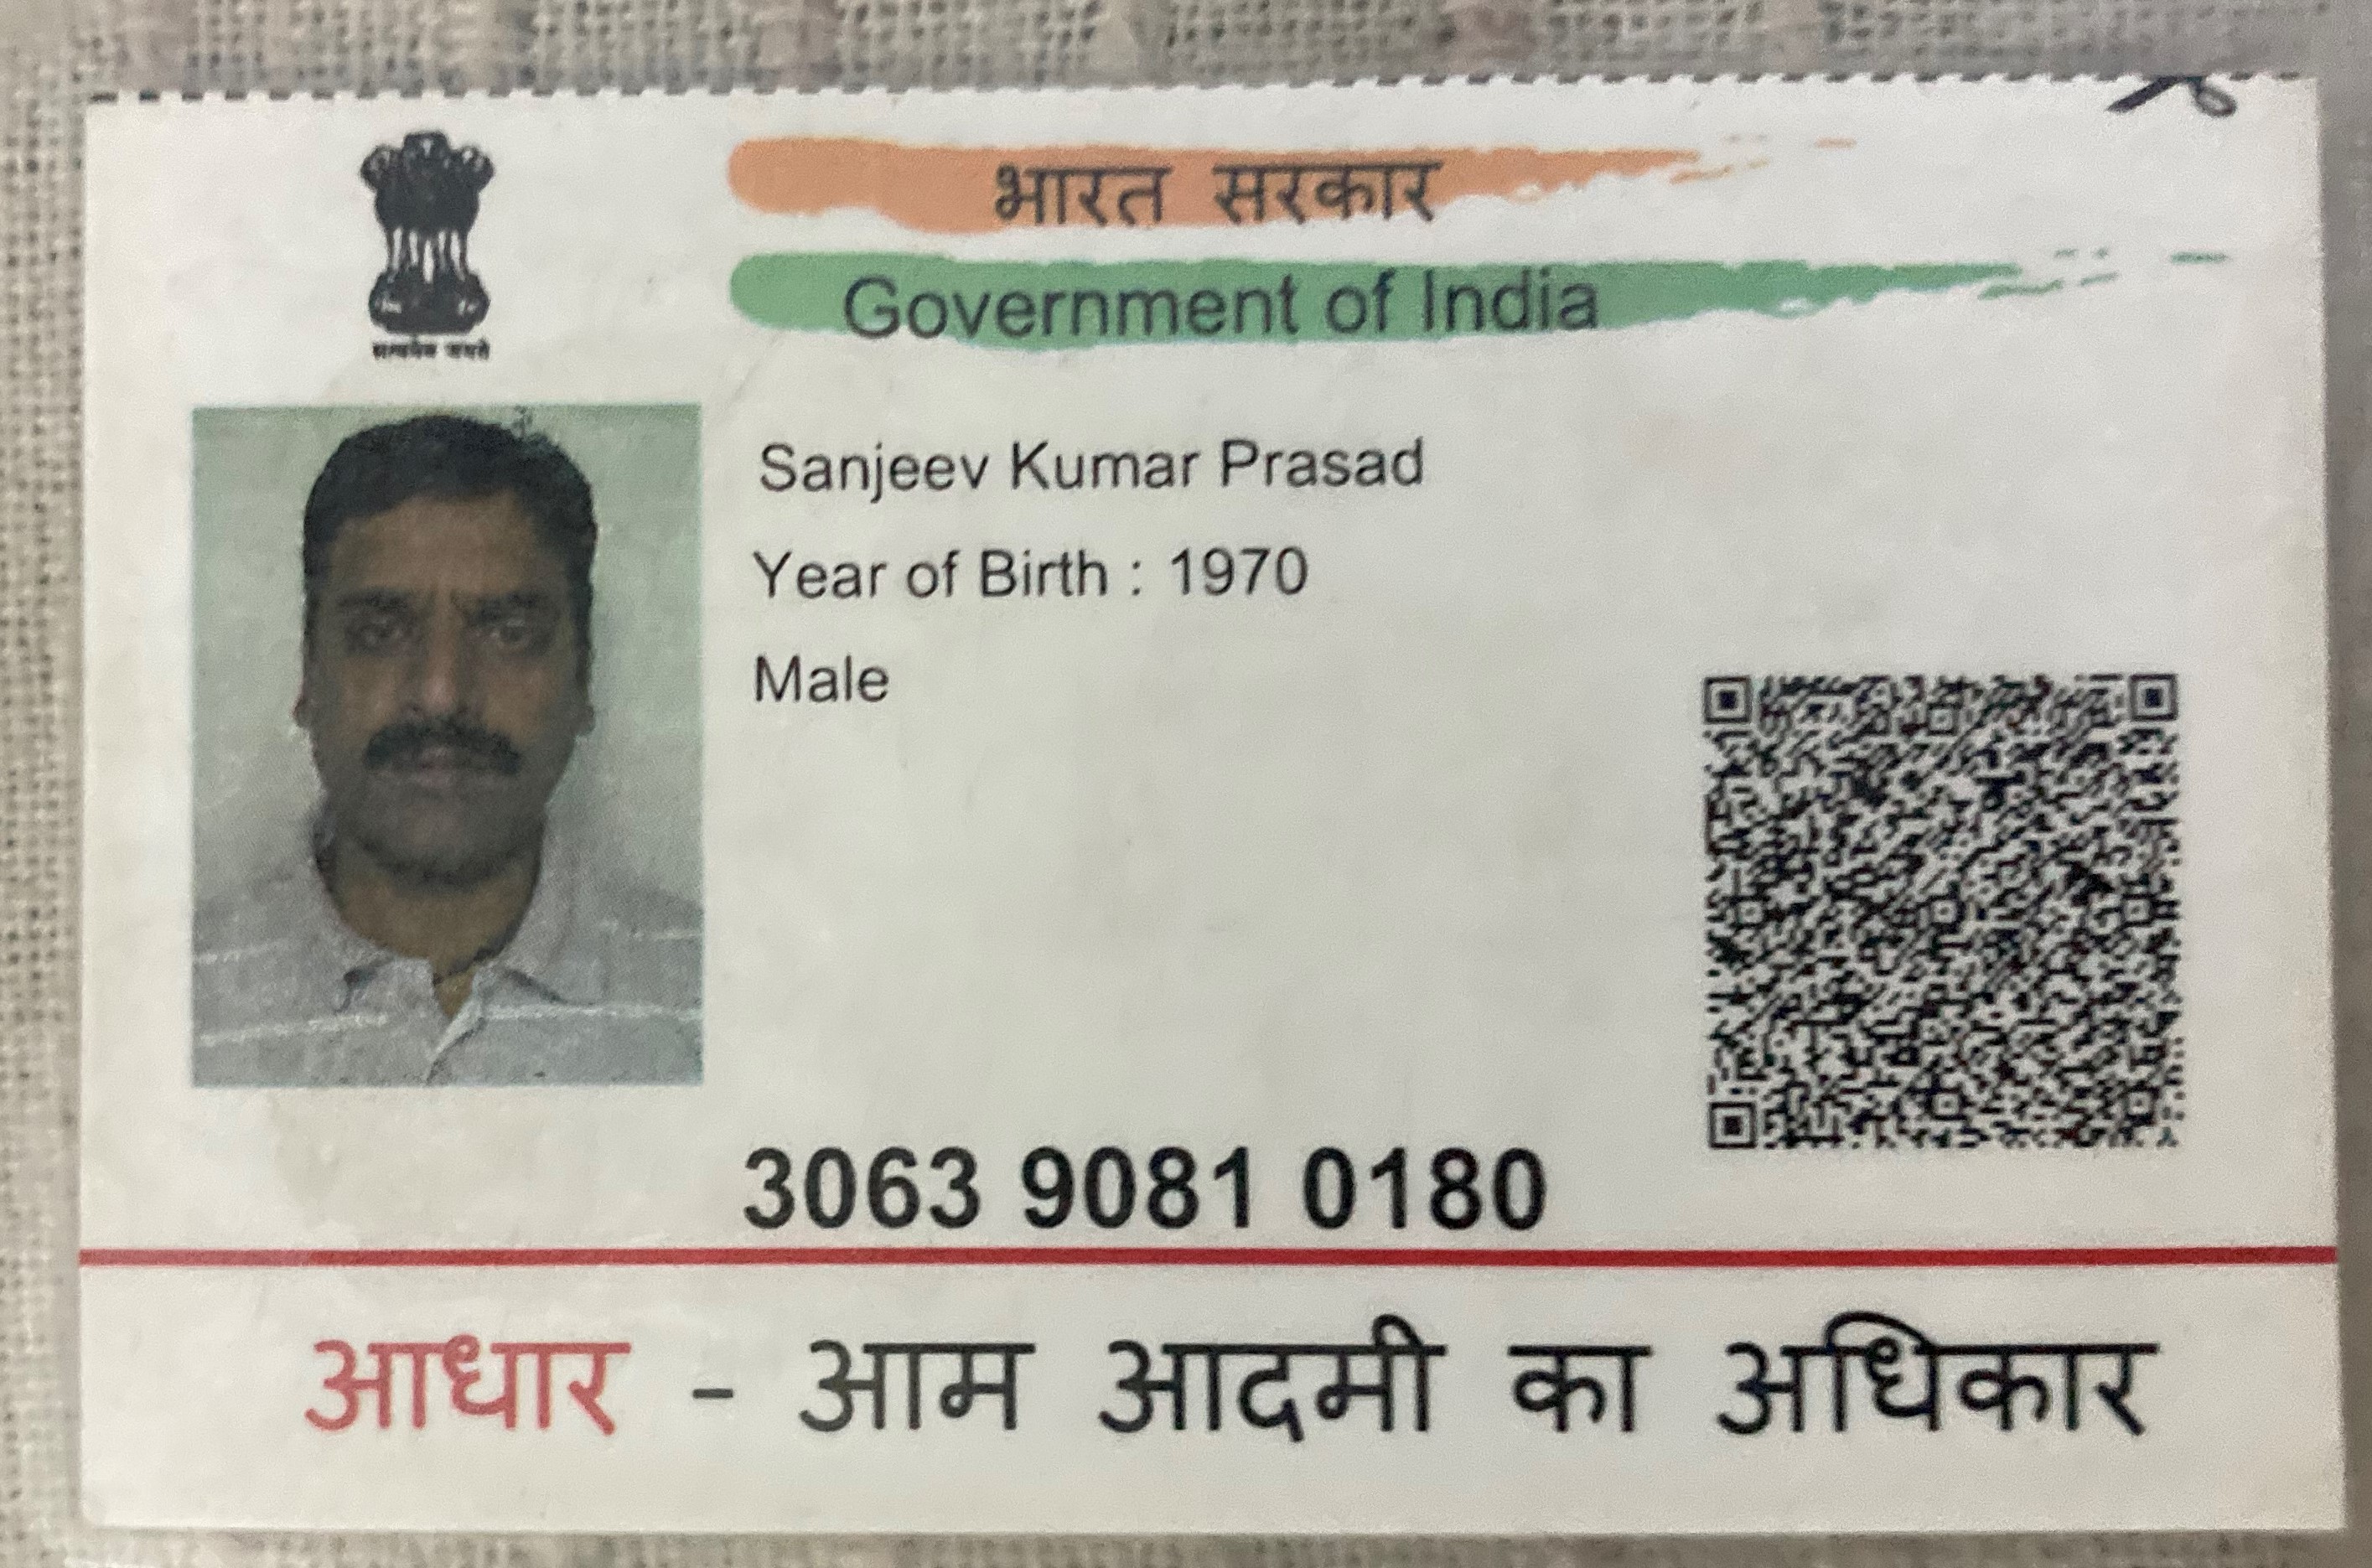 भारत सरकार
Government of India
सत्यमेव जयते
Sanjeev Kumar Prasad
Year of Birth : 1970
Male
3063 9081 0180
आधार - आम आदमी का अधिकार